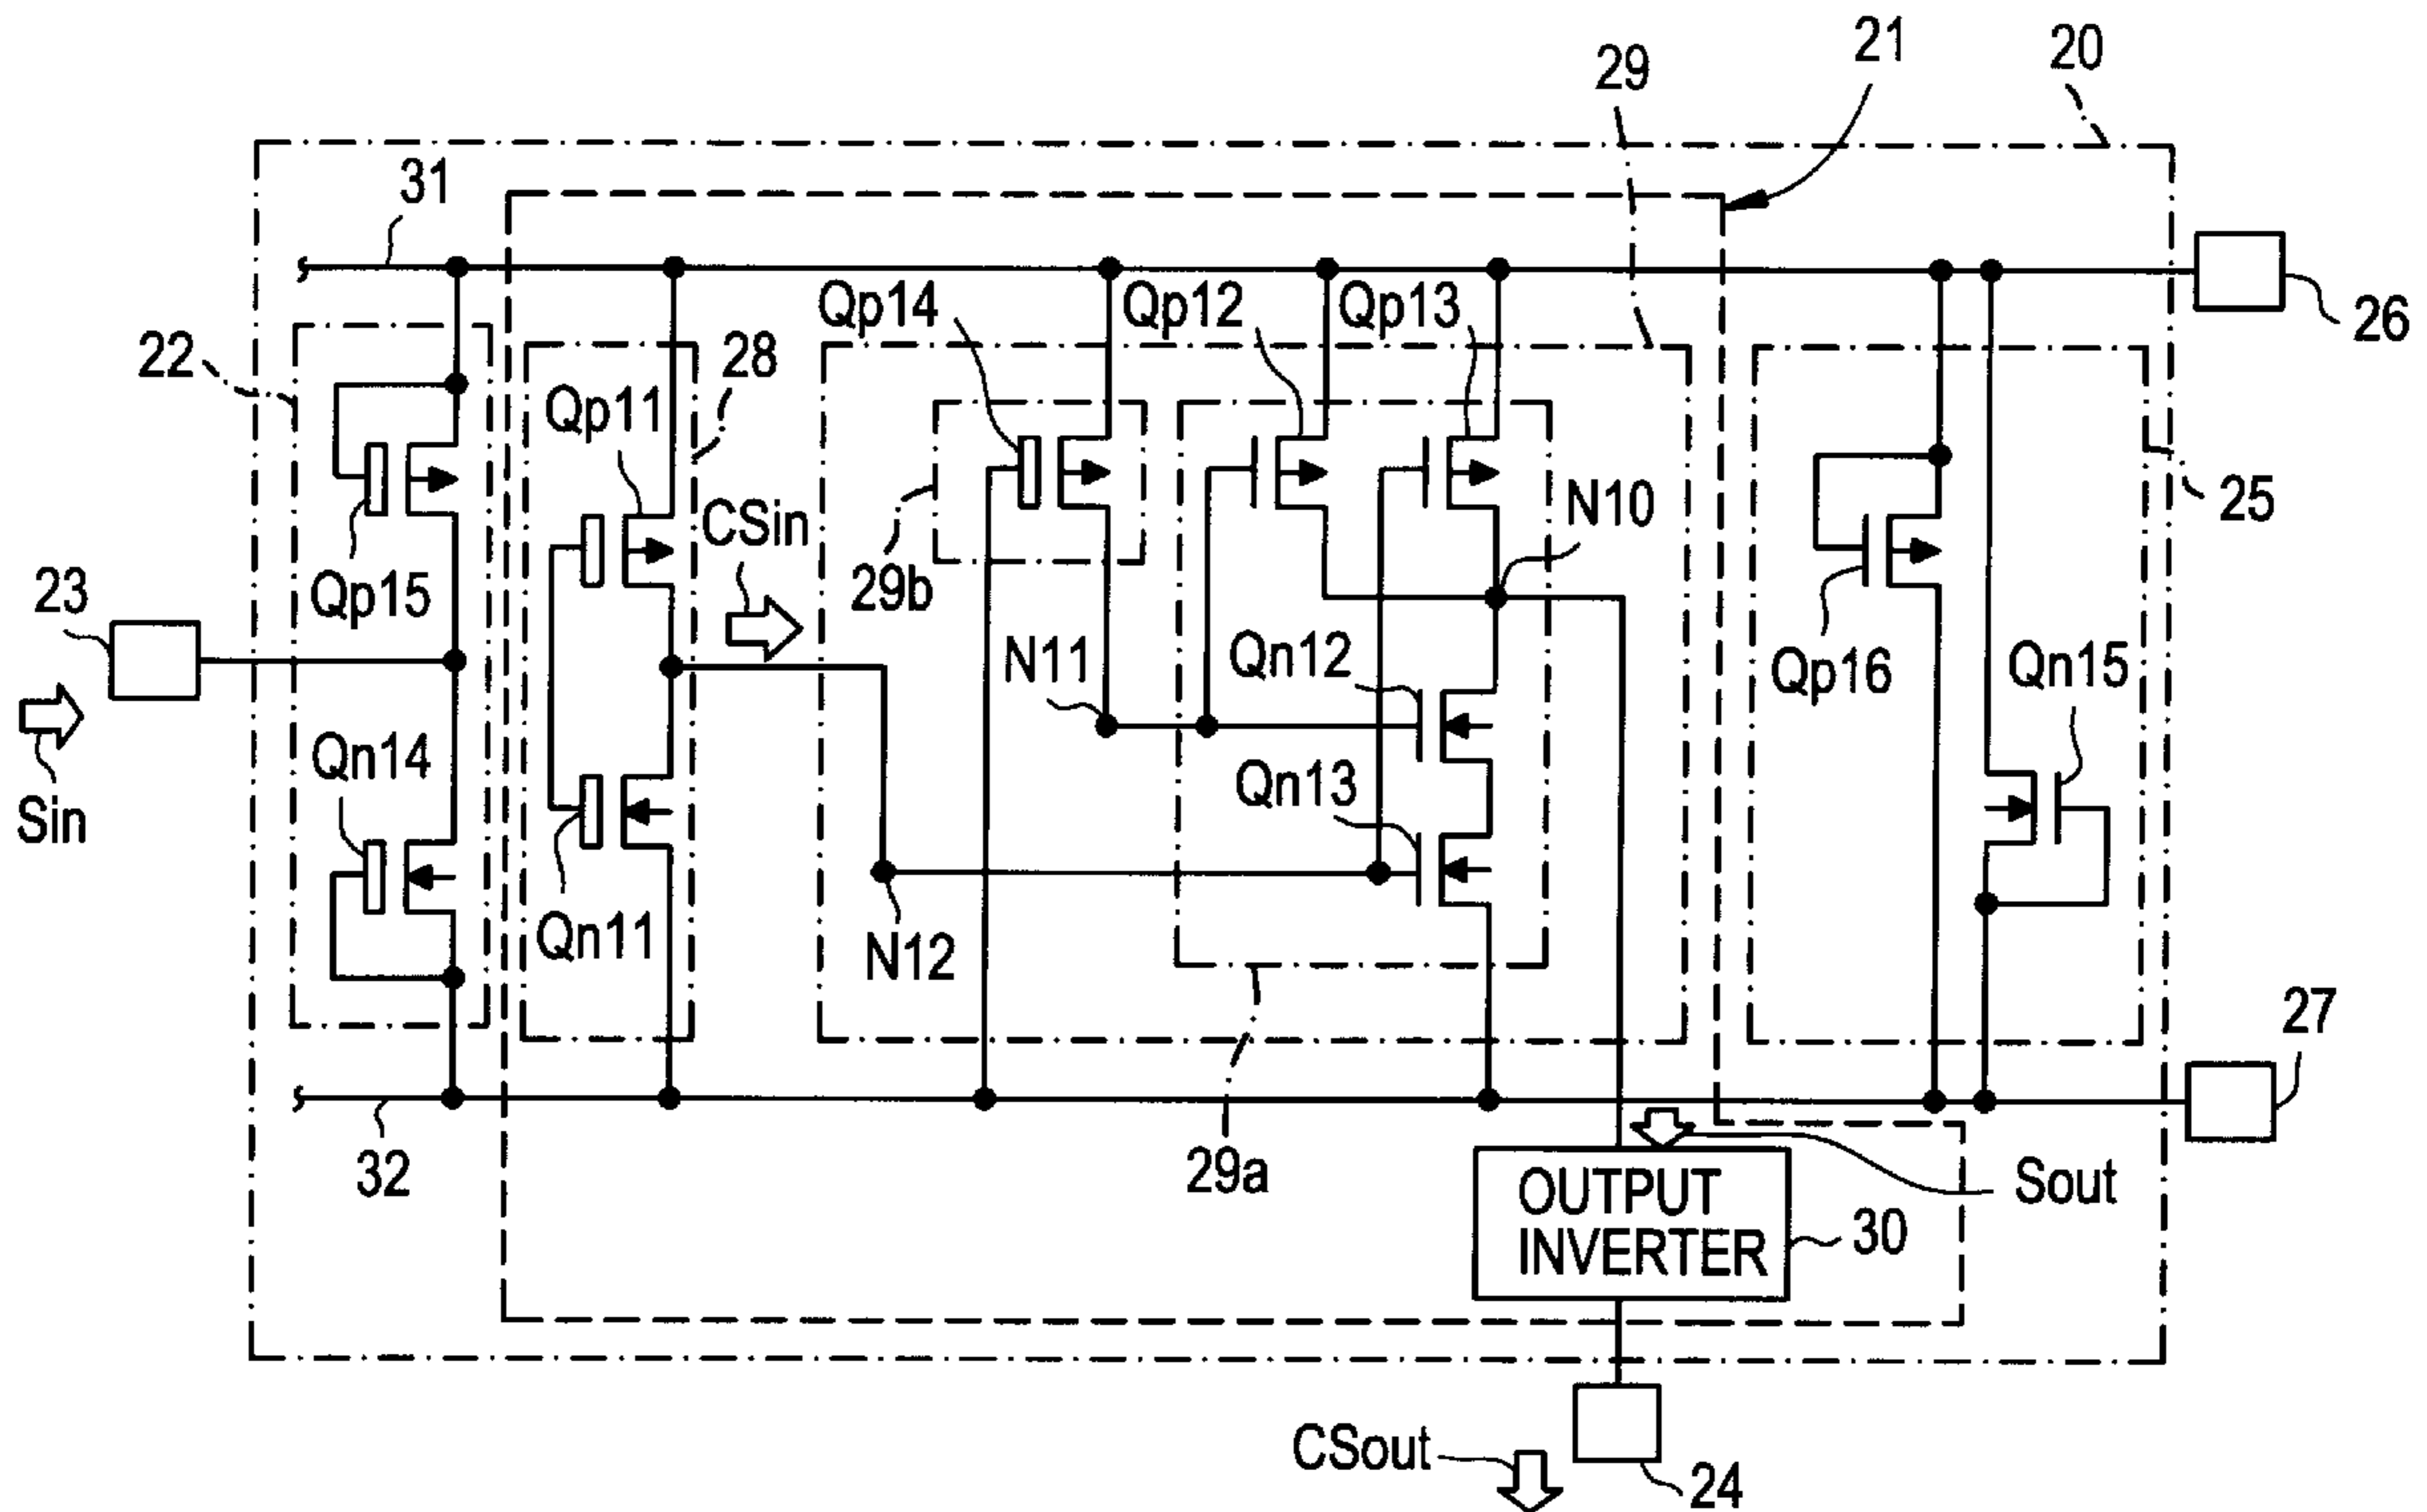 21
20
29
31
Qp14
Qp12
Qp13
26
22
28
Qp11
CSin
N10
25
23
Qp15
29b
N11
Qn12
Qp16
Qn15
Sin
Qn14
Qn13
Qn11
N12
27
32
29a
Sout
OUTPUT
INVERTER
30
CSout
24